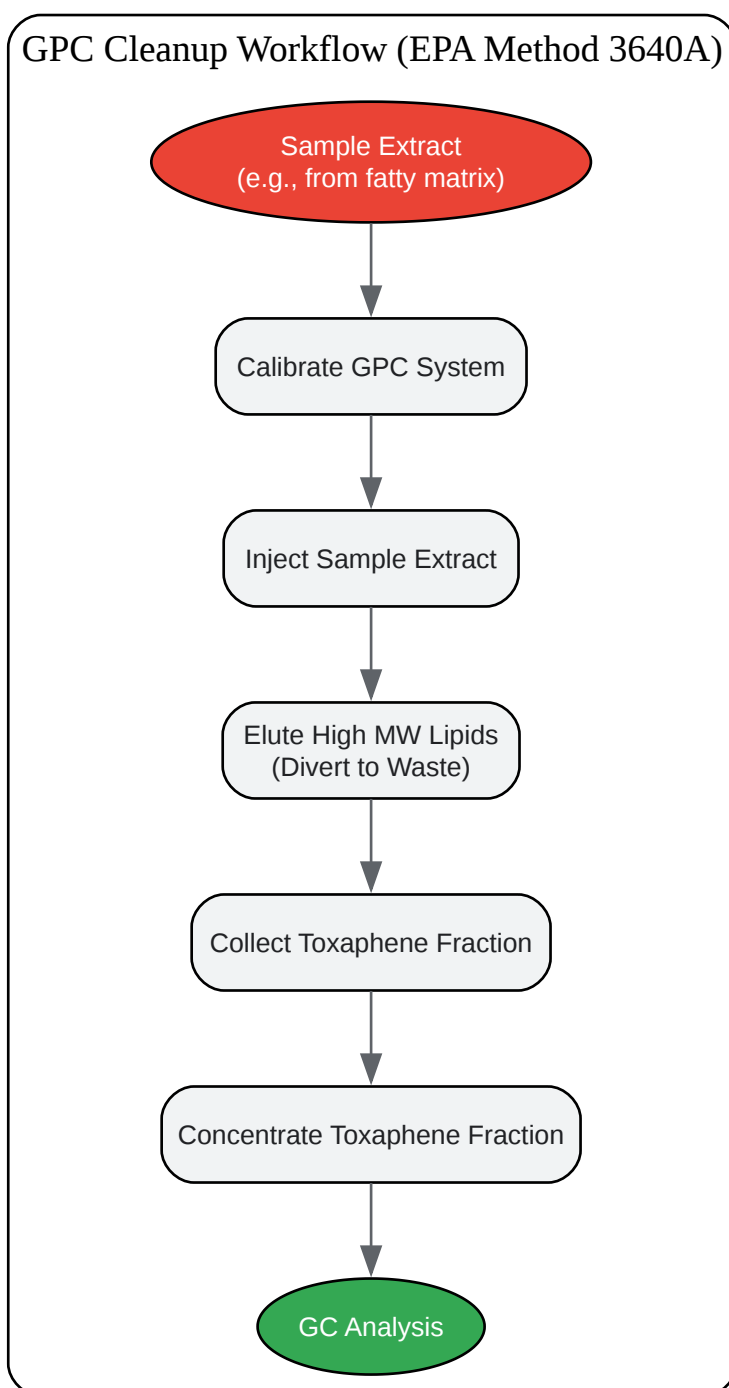 GPC Cleanup Workflow (EPA Method 3640A)
Sample Extract
(e.g., from fatty matrix)
Calibrate GPC System
Inject Sample Extract
Elute High MW Lipids
(Divert to Waste)
Collect Toxaphene Fraction
Concentrate Toxaphene Fraction
GC Analysis